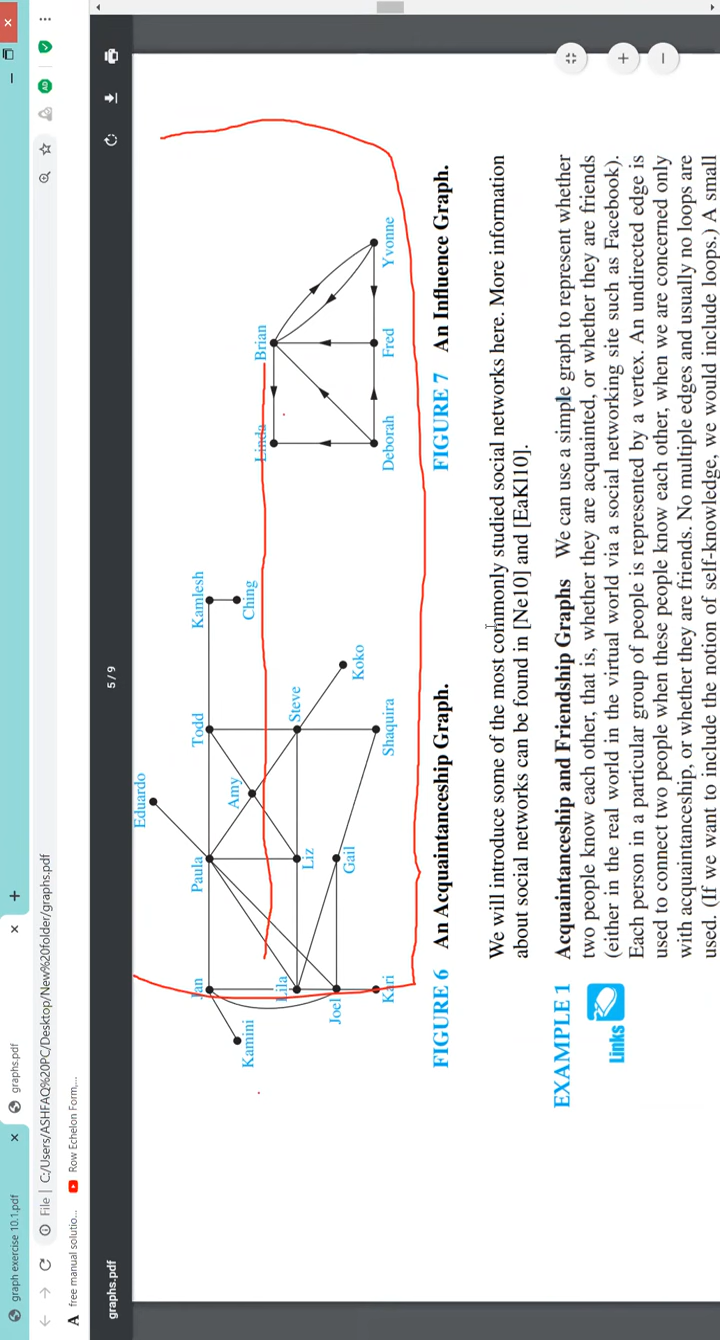 graph exercise 10.1.pdf
graphs.pdf
File | C:/Users/ASHFAQ%20PC/Desktop/New%20folder/graphs.pdf
free manual solutio...
Row Echelon Form,...
graphs.pdf
5 / 9
Eduardo
Jan
Paula
Todd
Kamlesh
Kamini
Amy
Ching
Lila
Liz
Steve
Joel
Gail
Koko
Kari
Shaquira
Linda
Brian
Deborah
Fred
Yvonne
FIGURE 6 An Acquaintanceship Graph.
FIGURE 7 An Influence Graph.
We will introduce some of the most commonly studied social networks here. More information
about social networks can be found in [Ne10] and [EaKl10].
EXAMPLE 1
Links
Acquaintanceship and Friendship Graphs We can use a simple graph to represent whether
two people know each other, that is, whether they are acquainted, or whether they are friends
(either in the real world in the virtual world via a social networking site such as Facebook).
Each person in a particular group of people is represented by a vertex. An undirected edge is
used to connect two people when these people know each other, when we are concerned only
with acquaintanceship, or whether they are friends. No multiple edges and usually no loops are
used. (If we want to include the notion of self-knowledge, we would include loops.) A small